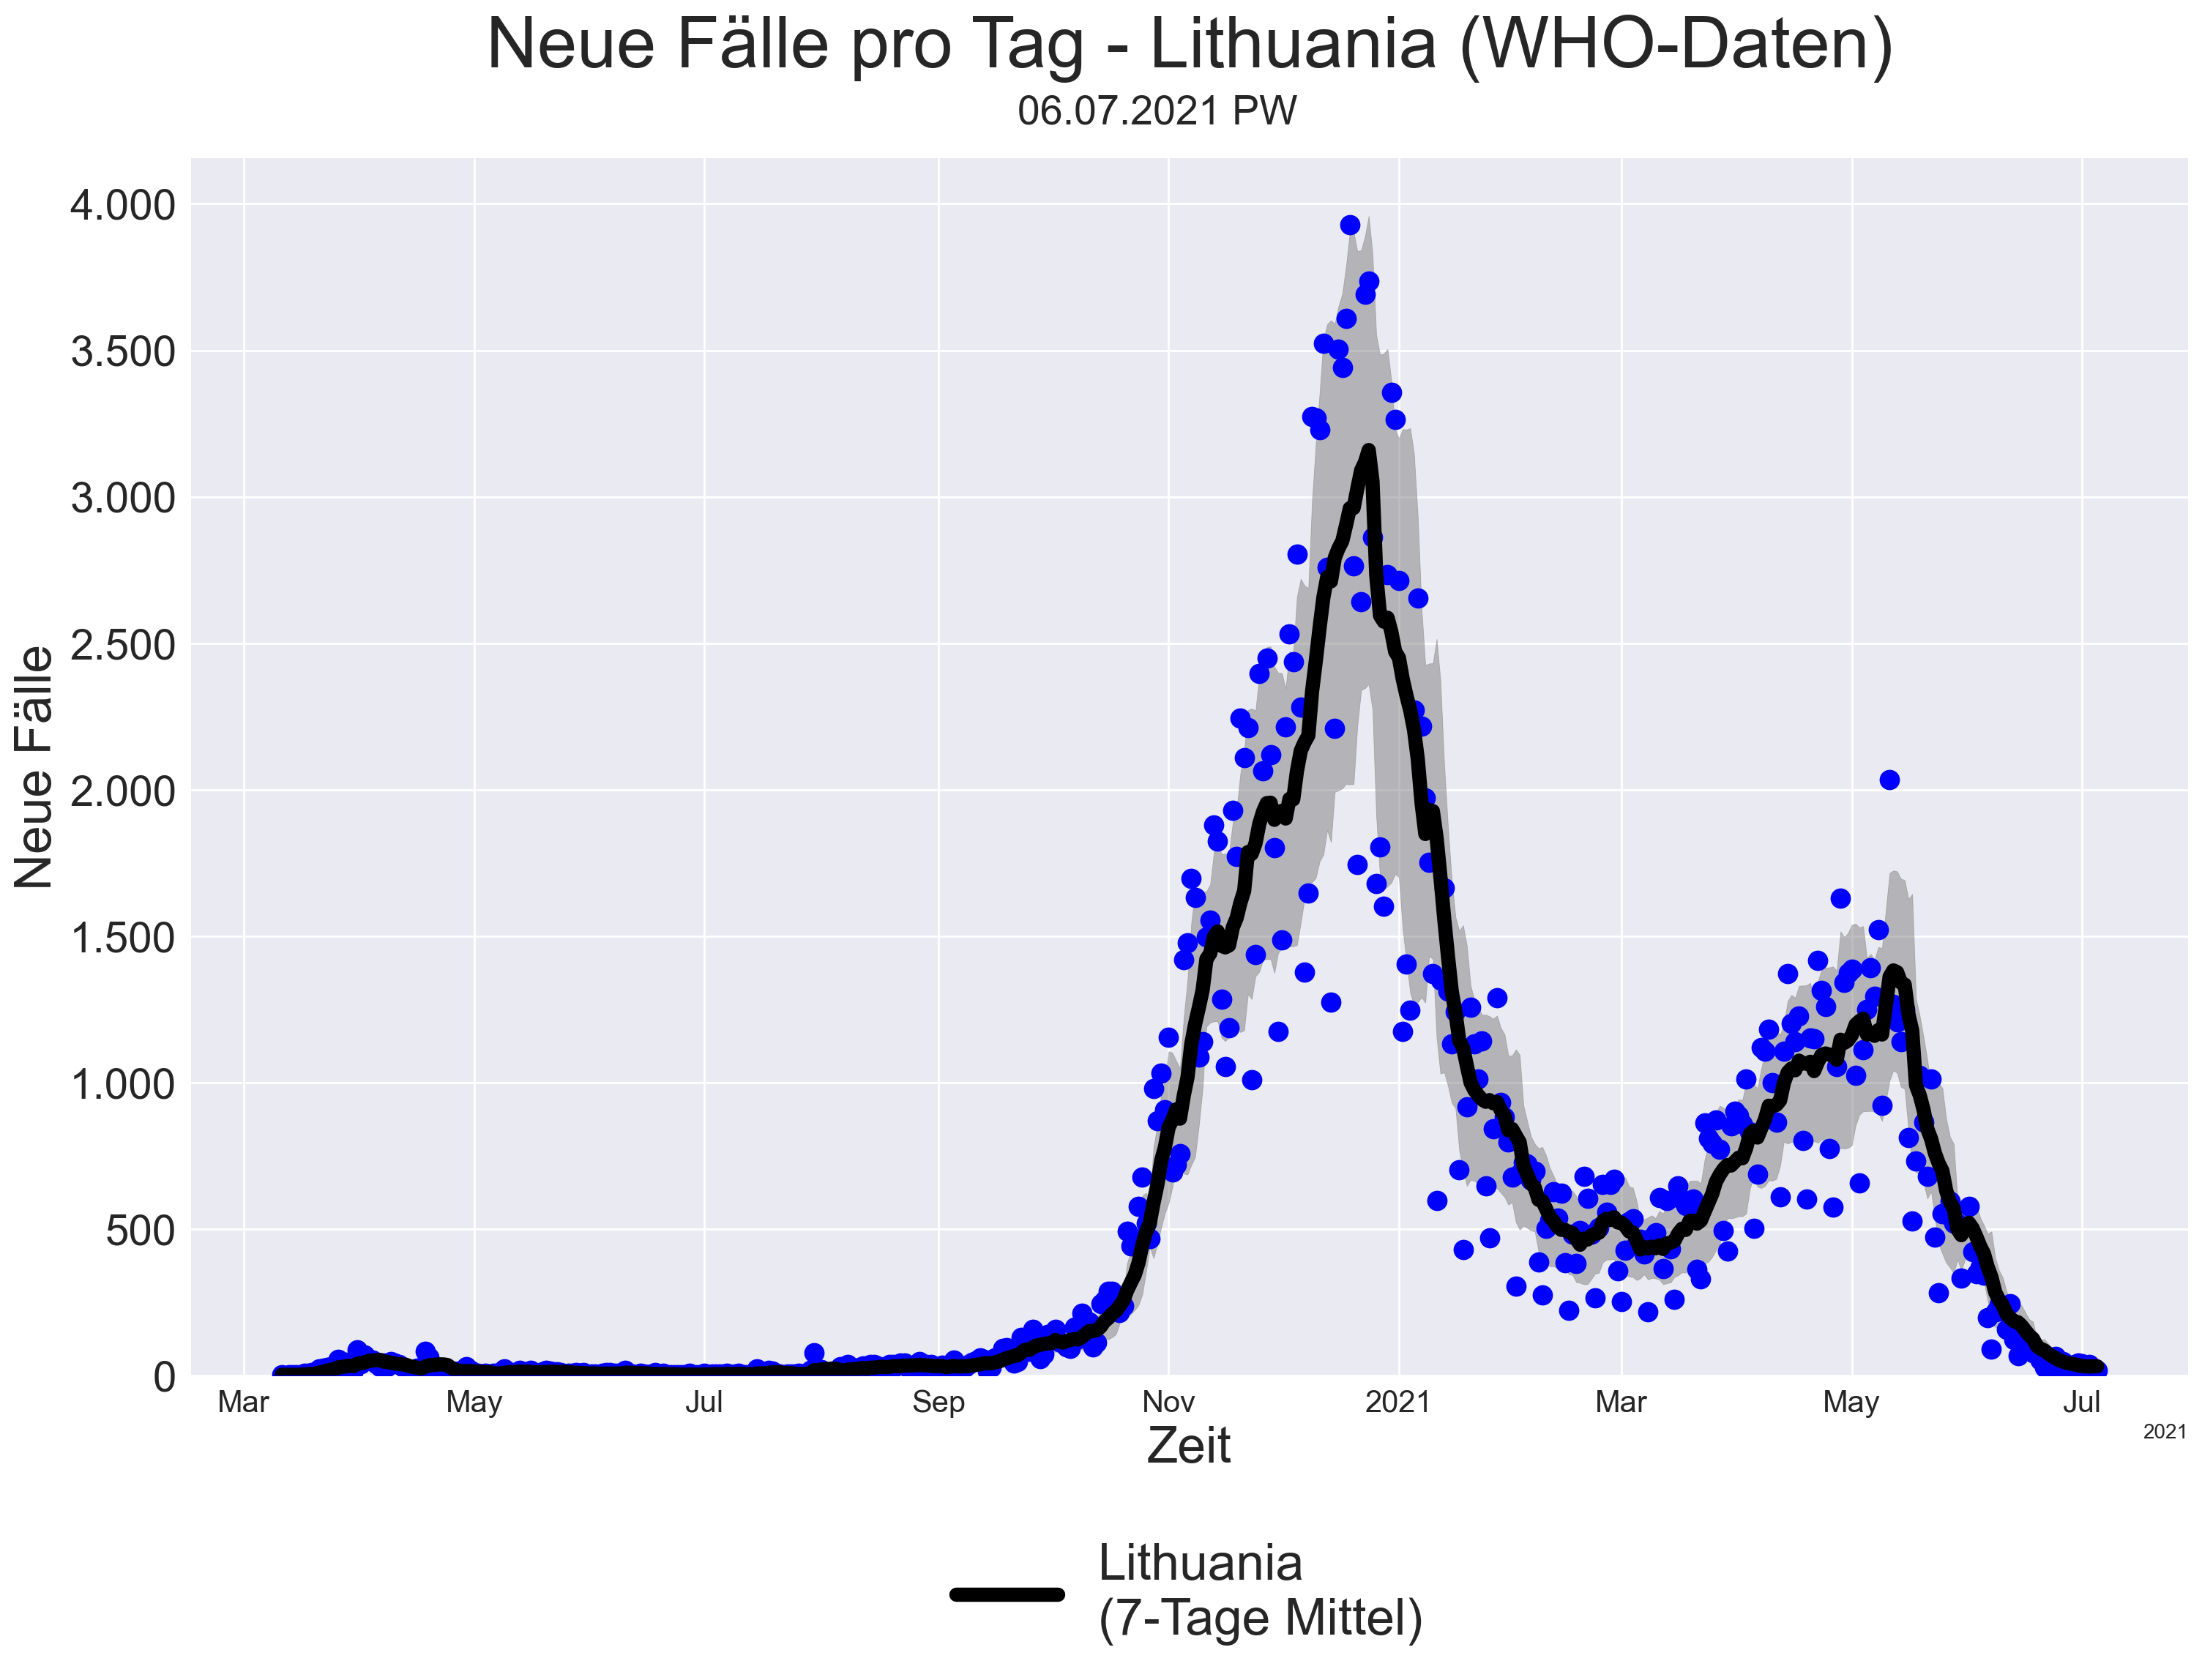 Neue Fälle pro Tag - Lithuania (WHO-Daten)
06.07.2021 PW
Neue Fälle
4.000
3.500
3.000
2.500
2.000
1.500
1.000
500
0
Mar May Jul Sep Nov 2021 Mar May Jul
2021
Zeit
Lithuania
(7-Tage Mittel)